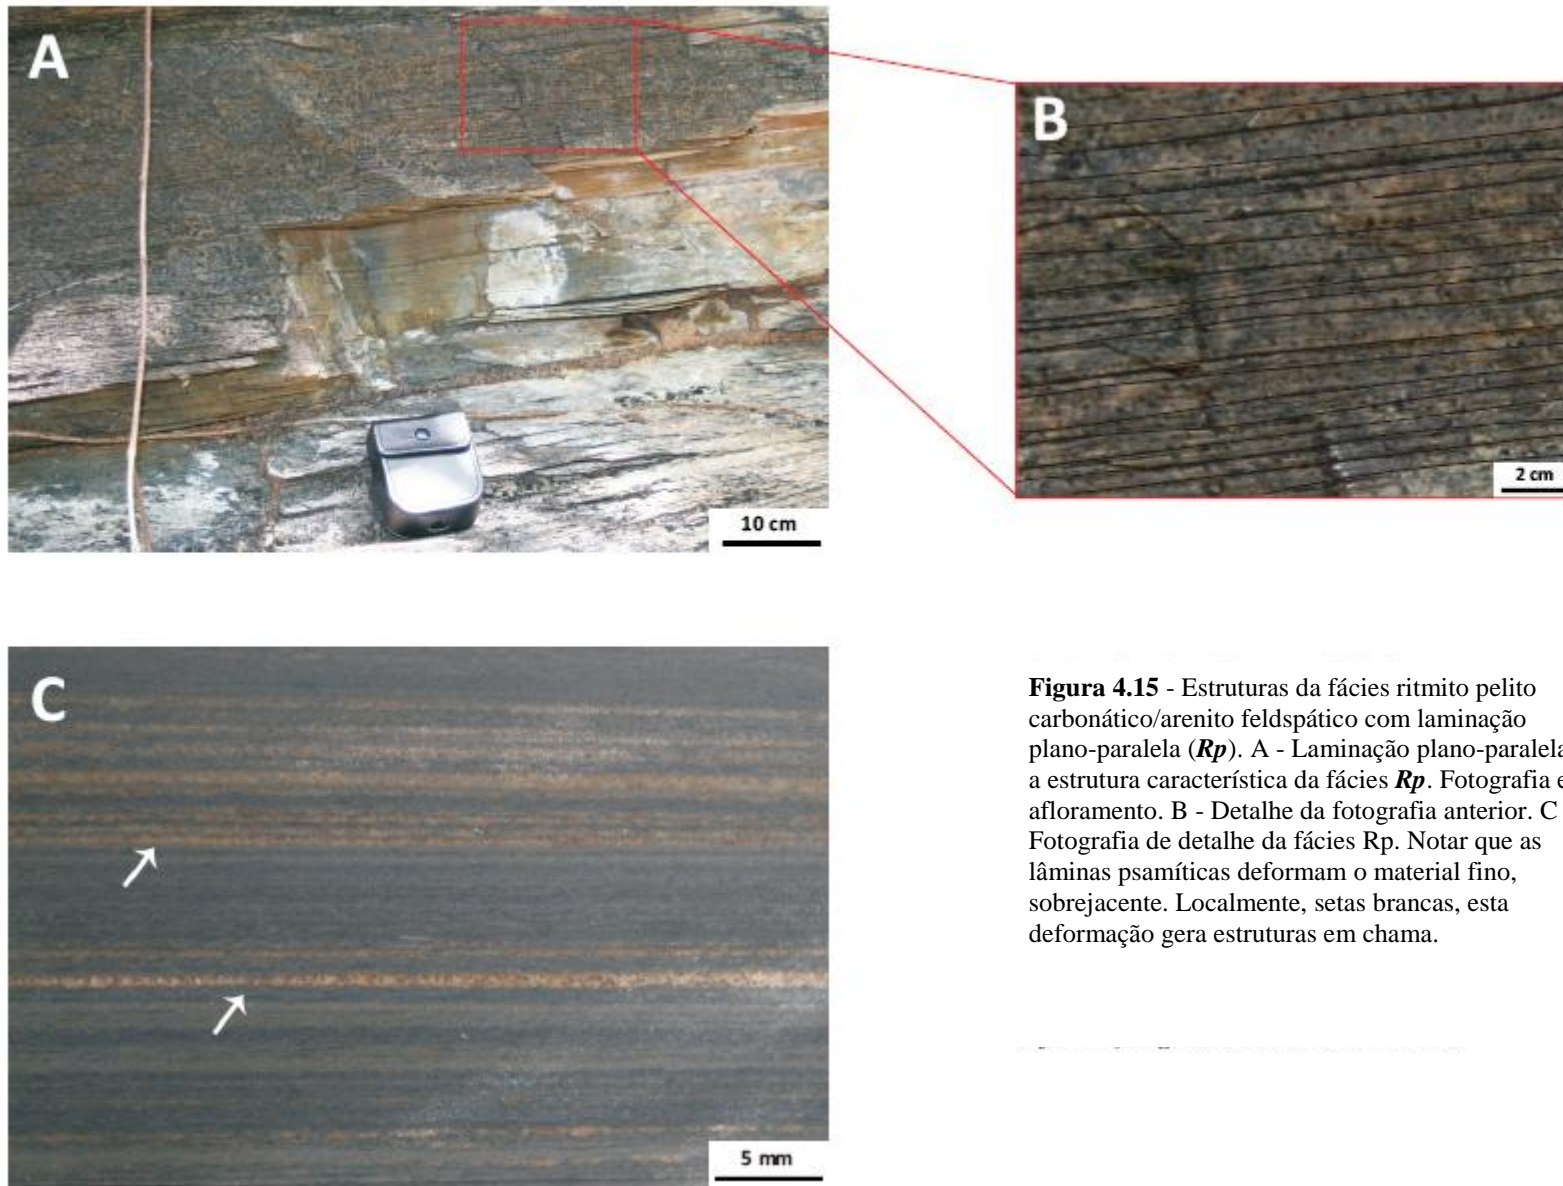 A
B
2 cm
10 cm
C
5 mm
Figura 4.15 - Estruturas da fácies ritmito pelito
carbonático/arenito feldspático com laminação
plano-paralela (Rp). A - Laminação plano-paralela
a estrutura característica da fácies Rp. Fotografia e
afloramento. B - Detalhe da fotografia anterior. C
Fotografia de detalhe da fácies Rp. Notar que as
lâminas psamíticas deformam o material fino,
sobrejacente. Localmente, setas brancas, esta
deformação gera estruturas em chama.